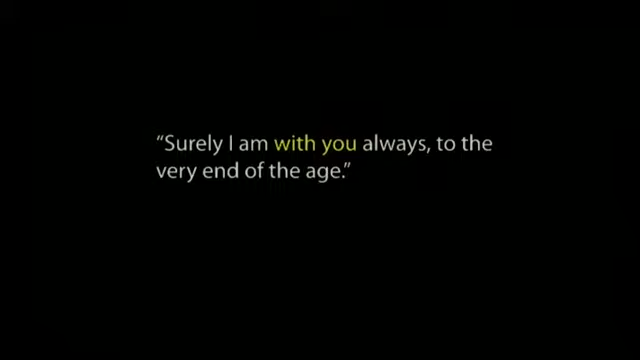 “Surely I am with you always, to the
very end of the age.”